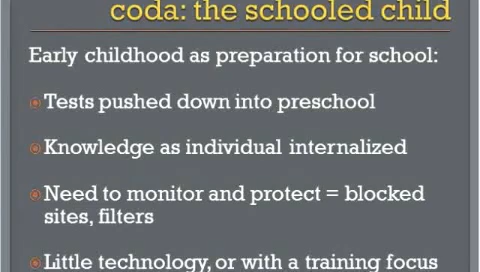 coda: the schooled child
Early childhood as preparation for school:
Tests pushed down into preschool
Knowledge as individual internalized
Need to monitor and protect = blocked
sites, filters
Little technology, or with a training focus